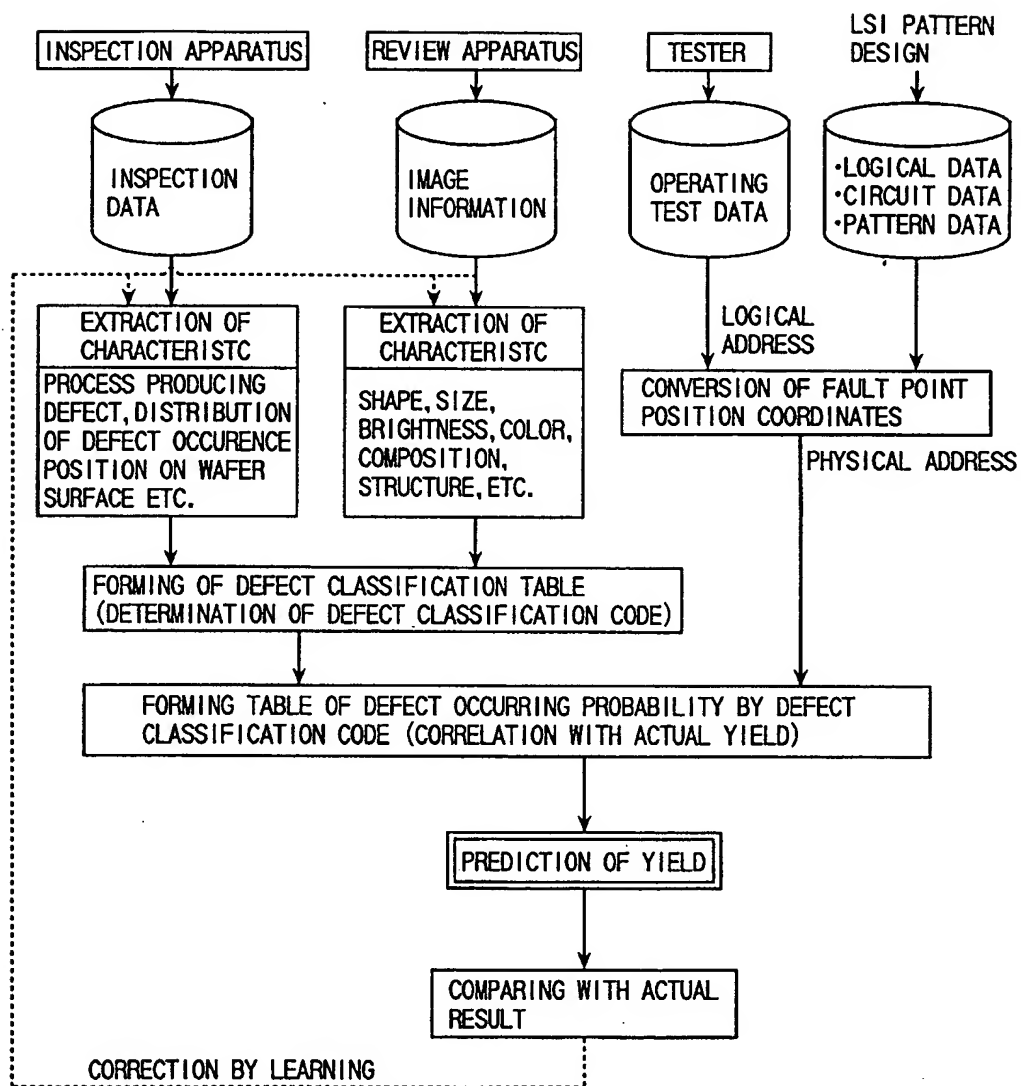 INSPECTION APPARATUS
REVIEW APPARATUS
TESTER
LSI PATTERN
DESIGN
INSPECTION
DATA
IMAGE
INFORMATION
OPERATING
TEST DATA
•LOGICAL DATA
•CIRCUIT DATA
•PATTERN DATA
EXTRACTION OF
CHARACTERISTC
PROCESS PRODUCING
DEFECT, DISTRIBUTION
OF DEFECT OCCURENCE
POSITION ON WAFER
SURFACE ETC.
EXTRACTION OF
CHARACTERISTC
SHAPE, SIZE,
BRIGHTNESS, COLOR,
COMPOSITION,
STRUCTURE, ETC.
LOGICAL
ADDRESS
CONVERSION OF FAULT POINT
POSITION COORDINATES
PHYSICAL ADDRESS
FORMING OF DEFECT CLASSIFICATION TABLE
(DETERMINATION OF DEFECT CLASSIFICATION CODE)
FORMING TABLE OF DEFECT OCCURRING PROBABILITY BY DEFECT
CLASSIFICATION CODE (CORRELATION WITH ACTUAL YIELD)
PREDICTION OF YIELD
COMPARING WITH ACTUAL
RESULT
CORRECTION BY LEARNING